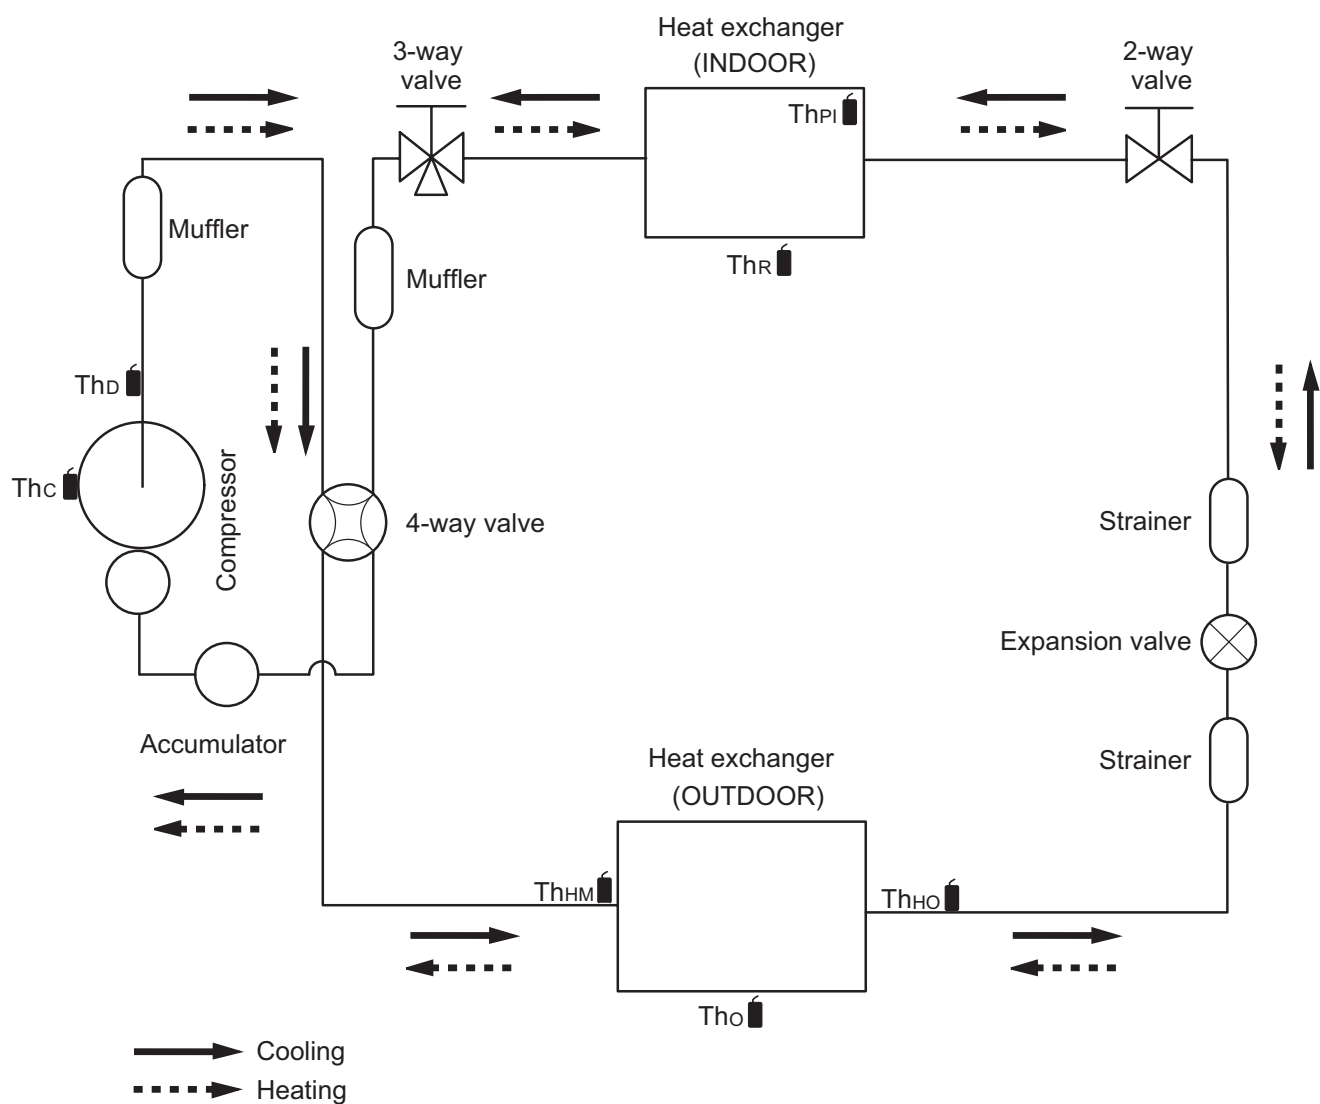 Heat exchanger
(INDOOR)
3-way
valve
2-way
valve
ThPI
Muffler
ThR
Muffler
ThD
ThC
Compressor
4-way valve
Strainer
Expansion valve
Accumulator
Strainer
Heat exchanger
(OUTDOOR)
ThHM
ThHO
ThO
Cooling
Heating